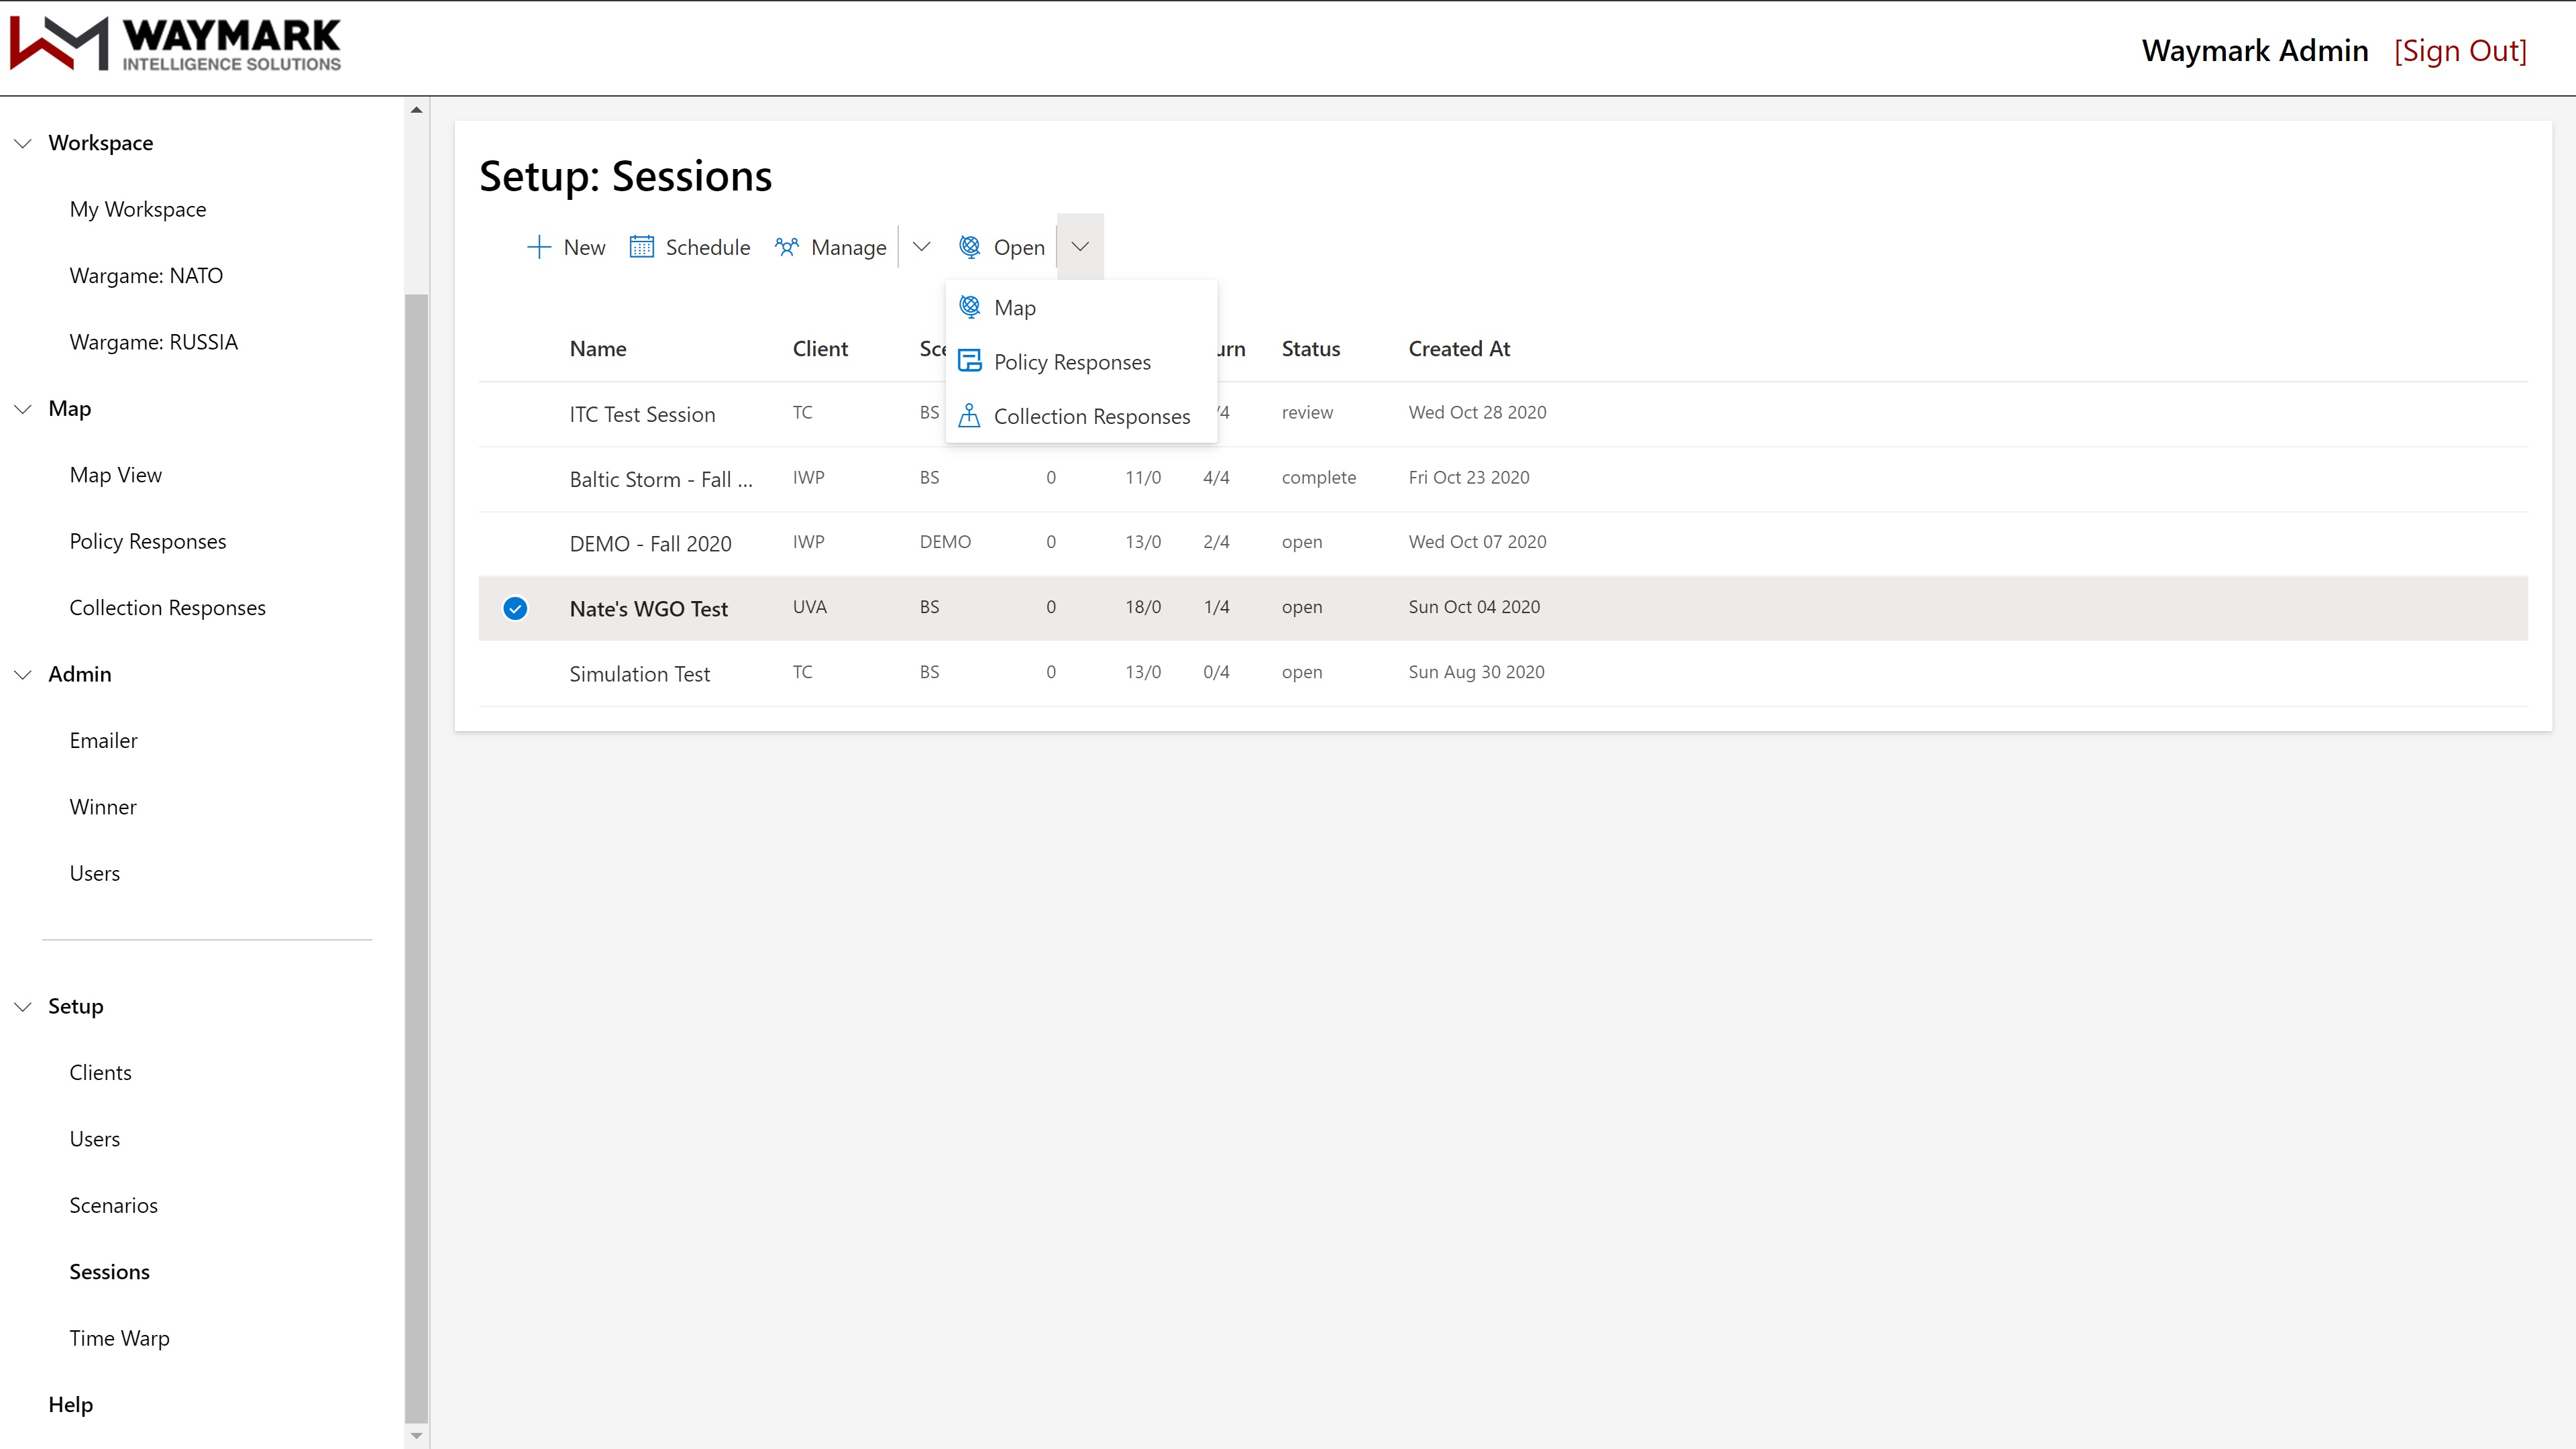 WAYMARK
INTELLIGENCE SOLUTIONS
Waymark Admin [Sign Out]
Workspace
My Workspace
Wargame: NATO
Wargame: RUSSIA
Map
Map View
Policy Responses
Collection Responses
Admin
Emailer
Winner
Users
Setup
Clients
Users
Scenarios
Sessions
Time Warp
Help
Setup: Sessions
New Schedule Manage Open
Map
Policy Responses
Collection Responses
Name Client Status Created At
ITC Test Session TC BS /4 review Wed Oct 28 2020
Baltic Storm - Fall ... IWP BS 0 11/0 4/4 complete Fri Oct 23 2020
DEMO - Fall 2020 IWP DEMO 0 13/0 2/4 open Wed Oct 07 2020
Nate's WGO Test UVA BS 0 18/0 1/4 open Sun Oct 04 2020
Simulation Test TC BS 0 13/0 0/4 open Sun Aug 30 2020